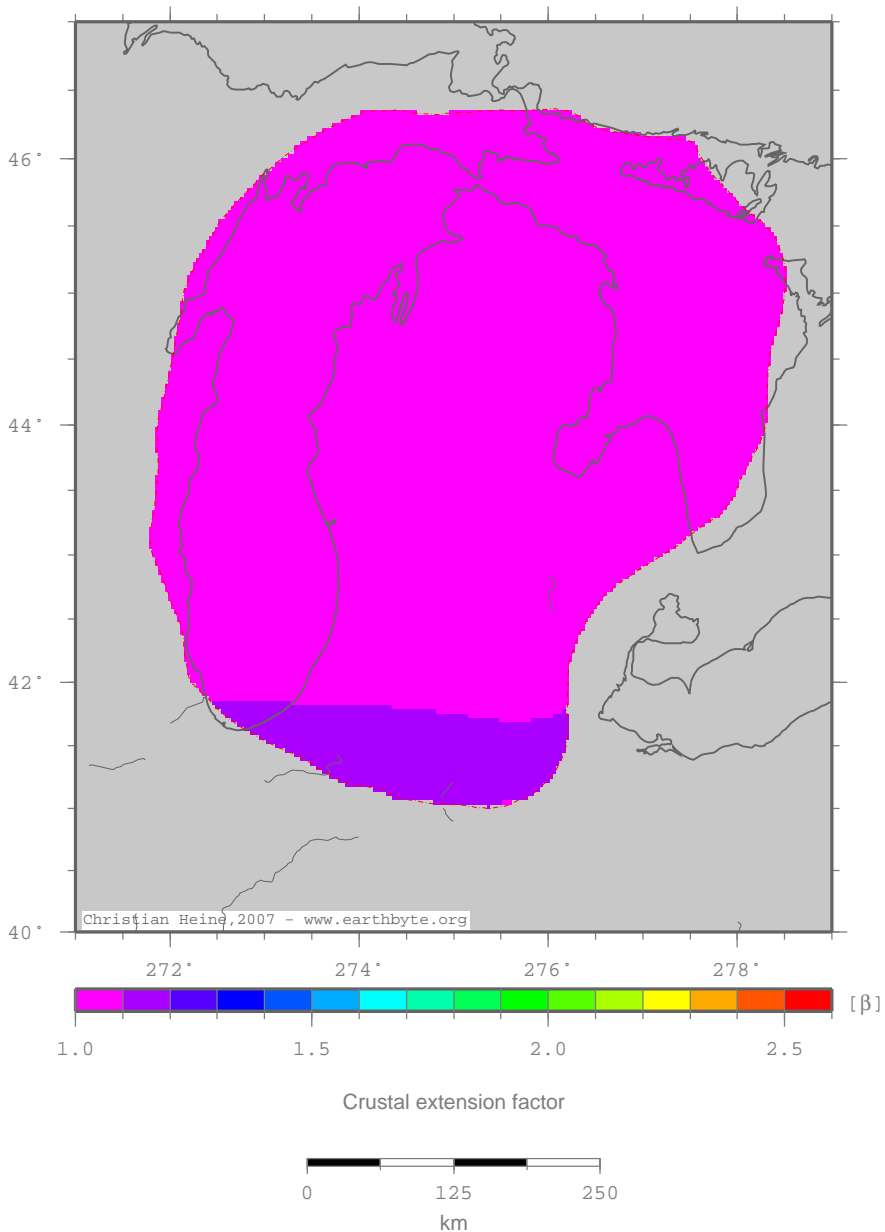 46°
44°
42°
40°
Christian Heine,2007 - www.earthbyte.org
272° 274° 276° 278°
[β]
1.0 1.5 2.0 2.5
Crustal extension factor
0 125 250
km